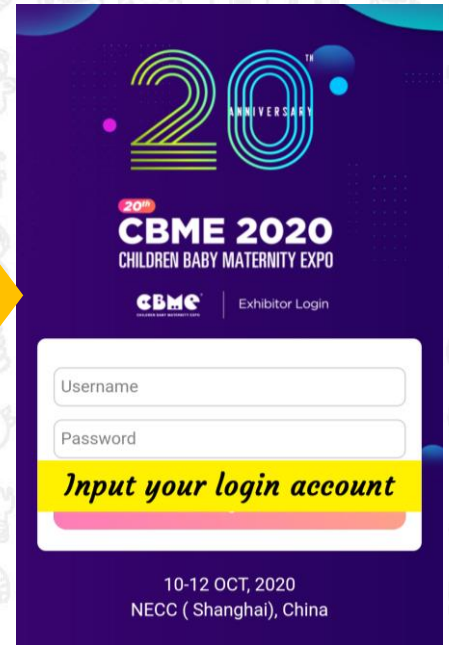 20
TH
ANNIVERSARY
20th
CBME 2020
CHILDREN BABY MATERNITY EXPO
CBME Exhibitor Login
CHILDREN BABY MATERNITY EXPO
Username
Password
Input your login account
10-12 OCT, 2020
NECC ( Shanghai), China